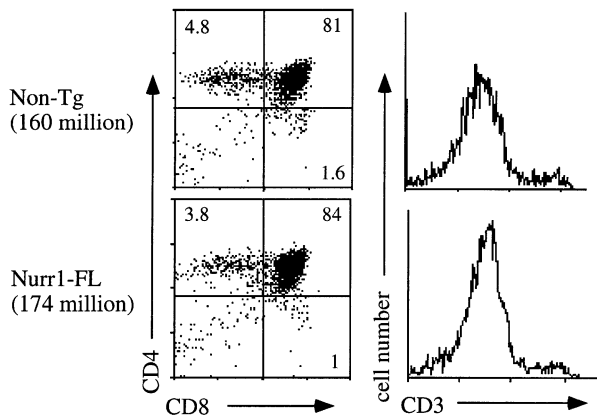 4.8 81
Non-Tg
(160 million)
1.6
3.8 84
Nurr1-FL
(174 million)
1
CD4
cell number
CD8
CD3